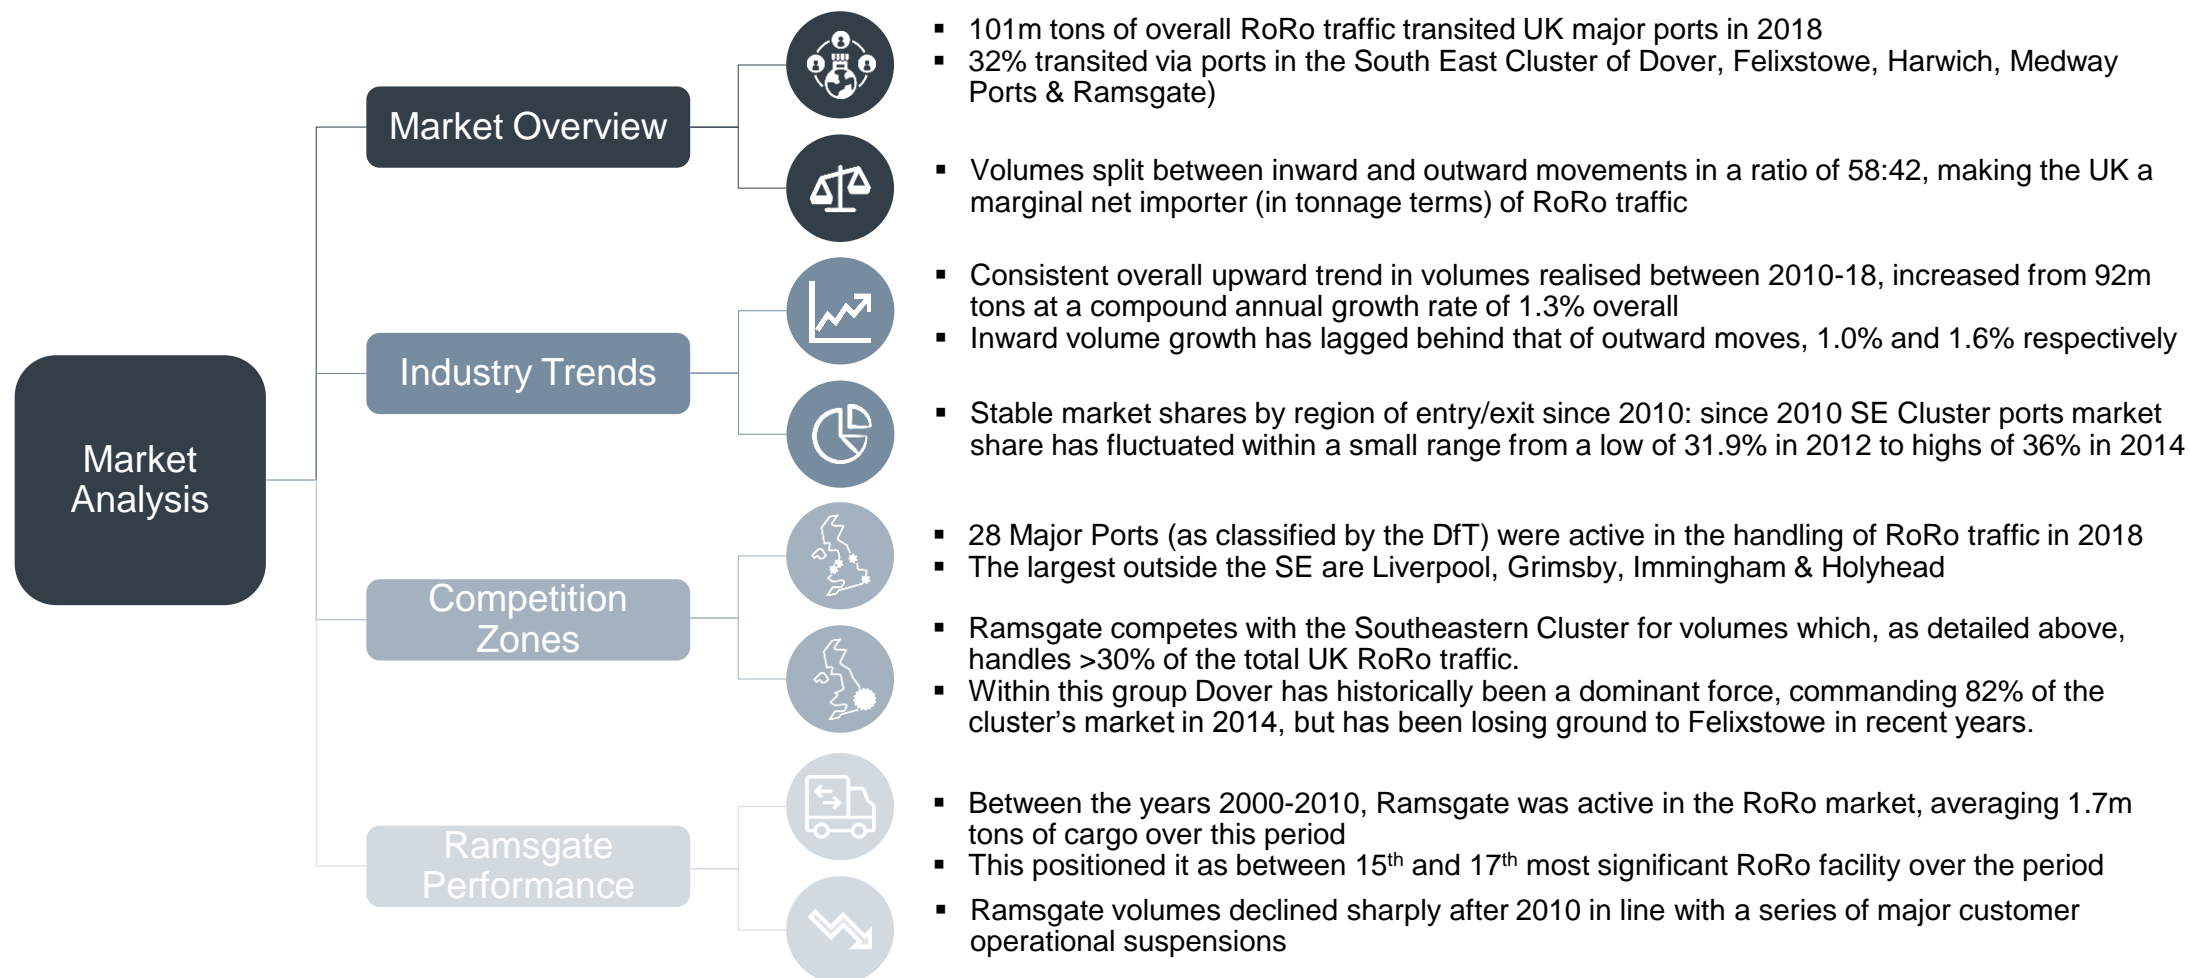 Market
Analysis
Market Overview
▪ 101m tons of overall RoRo traffic transited UK major ports in 2018
▪ 32% transited via ports in the South East Cluster of Dover, Felixstowe, Harwich, Medway
Ports & Ramsgate)
▪ Volumes split between inward and outward movements in a ratio of 58:42, making the UK a
marginal net importer (in tonnage terms) of RoRo traffic
Industry Trends
▪ Consistent overall upward trend in volumes realised between 2010-18, increased from 92m
tons at a compound annual growth rate of 1.3% overall
▪ Inward volume growth has lagged behind that of outward moves, 1.0% and 1.6% respectively
▪ Stable market shares by region of entry/exit since 2010: since 2010 SE Cluster ports market
share has fluctuated within a small range from a low of 31.9% in 2012 to highs of 36% in 2014
Competition
Zones
▪ 28 Major Ports (as classified by the DfT) were active in the handling of RoRo traffic in 2018
▪ The largest outside the SE are Liverpool, Grimsby, Immingham & Holyhead
▪ Ramsgate competes with the Southeastern Cluster for volumes which, as detailed above,
handles >30% of the total UK RoRo traffic.
▪ Within this group Dover has historically been a dominant force, commanding 82% of the
cluster’s market in 2014, but has been losing ground to Felixstowe in recent years.
Ramsgate
Performance
▪ Between the years 2000-2010, Ramsgate was active in the RoRo market, averaging 1.7m
tons of cargo over this period
▪ This positioned it as between 15th and 17th most significant RoRo facility over the period
▪ Ramsgate volumes declined sharply after 2010 in line with a series of major customer
operational suspensions